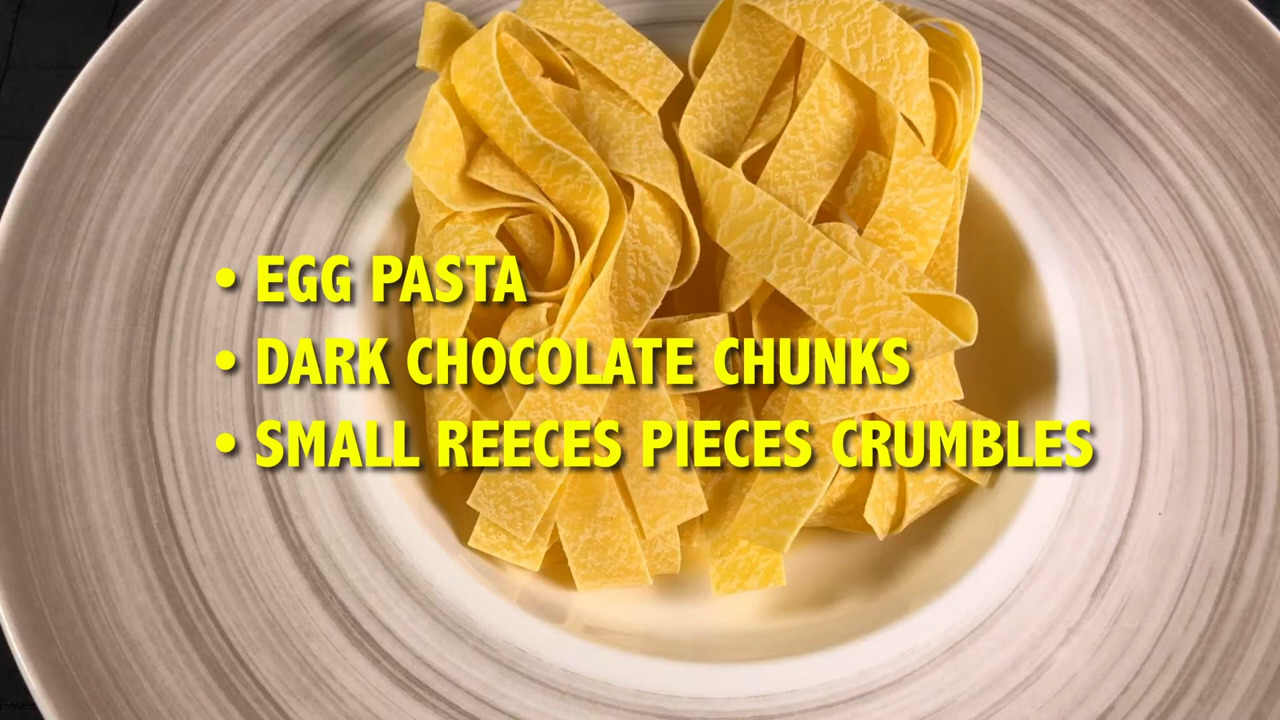 • EGG PASTA
• DARK CHOCOLATE CHUNKS
• SMALL REECES PIECES CRUMBLES